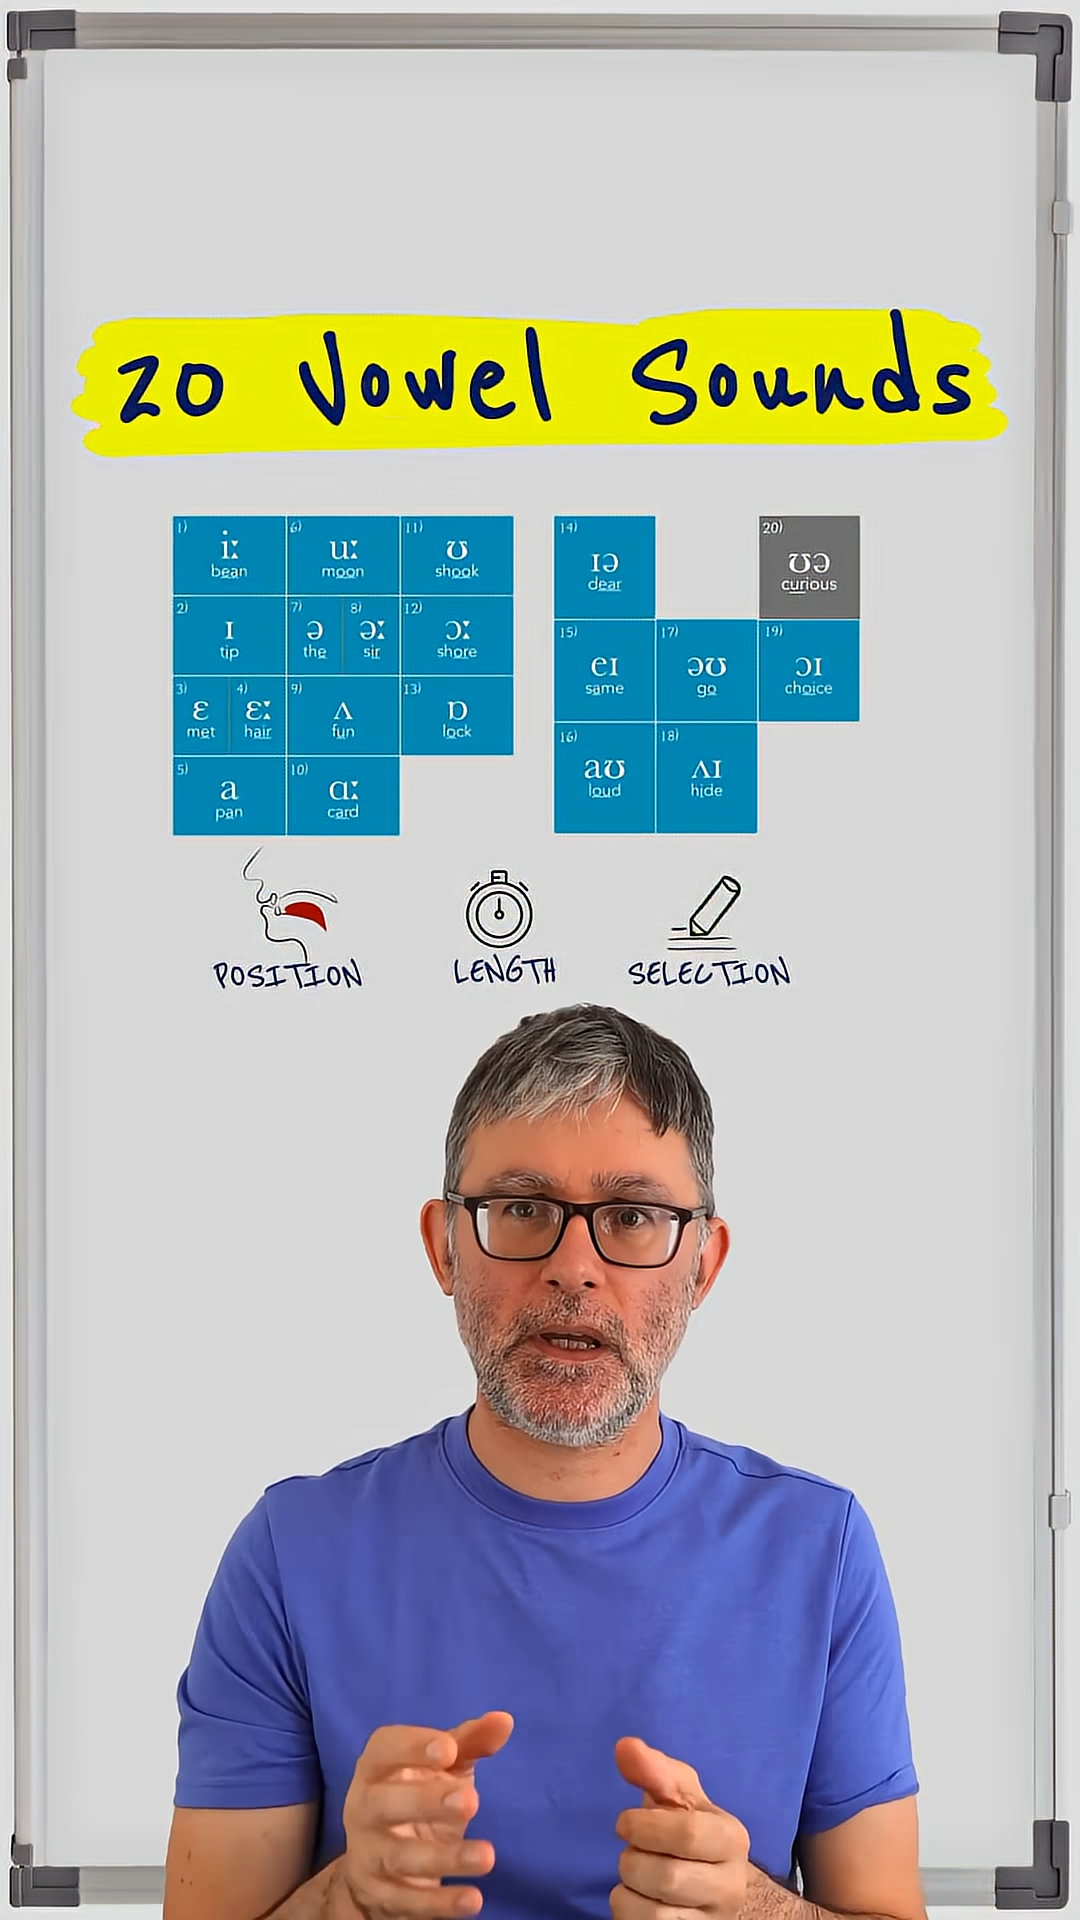 20 Vowel Sounds
1) 6) 11)
iː uː ʊ
bean moon shook
2) 7) 8) 12)
ɪ ə əː ɔː
tip the sir shore
3) 4) 9) 13)
ɛ ɛː ʌ ɒ
met hair fun lock
5) 10)
a ɑː
pan card
14) 20)
ɪə ʊə
dear curious
15) 17) 19)
eɪ əʊ ɔɪ
same go choice
16) 18)
aʊ ʌɪ
loud hide
POSITION LENGTH SELECTION